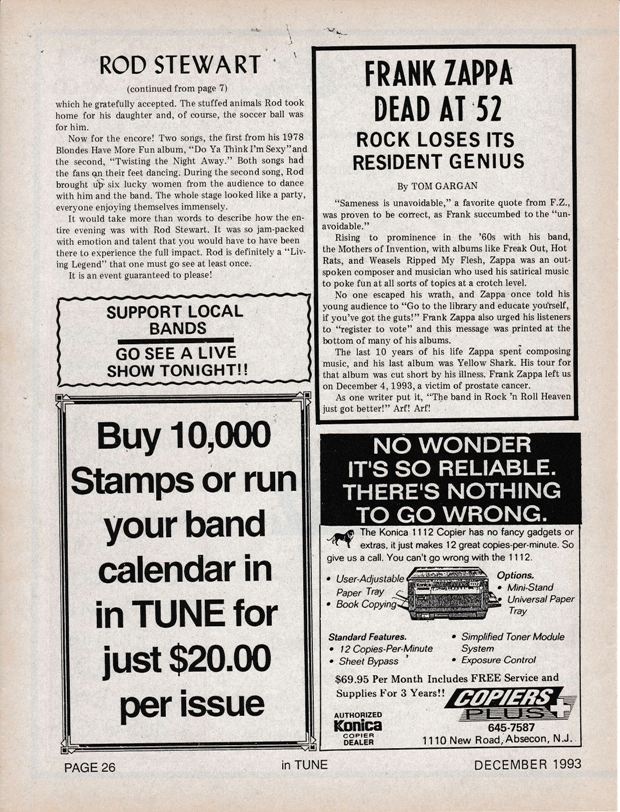 ROD STEWART
(continued from page 7)
which he gratefully accepted. The stuffed animals Rod took
home for his daughter and, of course, the soccer ball was
for him.
Now for the encore! Two songs, the first from his 1978
Blondes Have More Fun album, "Do Ya Think I'm Sexy" and
the second, "Twisting the Night Away." Both songs had
the fans on their feet dancing. During the second song, Rod
brought up six lucky women from the audience to dance
with him and the band. The whole stage looked like a party,
everyone enjoying themselves immensely.
It would take more than words to describe how the en-
tire evening was with Rod Stewart. It was so jam-packed
with emotion and talent that you would have to have been
there to experience the full impact. Rod is definitely a "Liv-
ing Legend" that one must go see at least once.
It is an event guaranteed to please!
SUPPORT LOCAL
BANDS
GO SEE A LIVE
SHOW TONIGHT!!
Buy 10,000
Stamps or run
your band
calendar in
in TUNE for
just $20.00
per issue
FRANK ZAPPA
DEAD AT 52
ROCK LOSES ITS
RESIDENT GENIUS
By TOM GARGAN
"Sameness is unavoidable," a favorite quote from F.Z.,
was proven to be correct, as Frank succumbed to the "un-
avoidable."
Rising to prominence in the '60s with his band,
the Mothers of Invention, with albums like Freak Out, Hot
Rats, and Weasels Ripped My Flesh, Zappa was an out-
spoken composer and musician who used his satirical music
to poke fun at all sorts of topics at a crotch level.
No one escaped his wrath, and Zappa once told his
young audience to "Go to the library and educate yourself,
if you've got the guts!" Frank Zappa also urged his listeners
to "register to vote" and this message was printed at the
bottom of many of his albums.
The last 10 years of his life Zappa spent composing
music, and his last album was Yellow Shark. His tour for
that album was cut short by his illness. Frank Zappa left us
on December 4, 1993, a victim of prostate cancer.
As one writer put it, "The band in Rock 'n Roll Heaven
just got better!" Arf! Arf!
NO WONDER
IT'S SO RELIABLE.
THERE'S NOTHING
TO GO WRONG.
The Konica 1112 Copier has no fancy gadgets or
extras, it just makes 12 great copies-per-minute. So
give us a call. You can't go wrong with the 1112.
• User-Adjustable
Paper Tray
• Book Copying
Options.
• Mini-Stand
• Universal Paper
Tray
Standard Features.
• 12 Copies-Per-Minute
• Sheet Bypass
• Simplified Toner Module
System
• Exposure Control
$69.95 Per Month Includes FREE Service and
Supplies For 3 Years!!
AUTHORIZED
Konica
COPIER
DEALER
COPIERS
PLUS+
645-7587
1110 New Road, Absecon, N.J.
PAGE 26
in TUNE
DECEMBER 1993